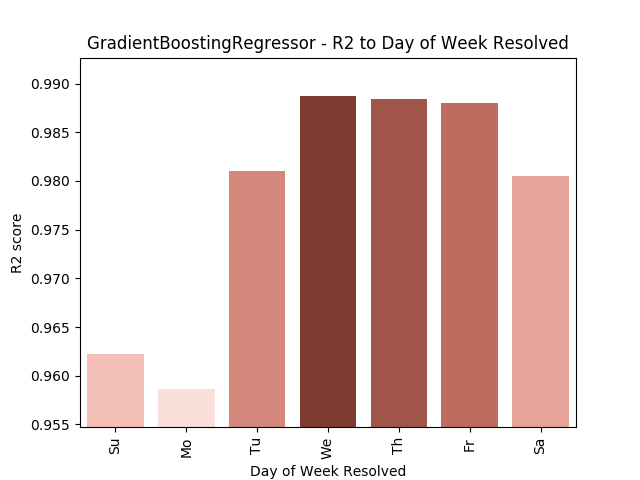 GradientBoostingRegressor - R2 to Day of Week Resolved
0.990
0.985
0.980
0.975
0.970
0.965
0.960
0.955
R2 score
Su
Mo
Tu
We
Th
Fr
Sa
Day of Week Resolved